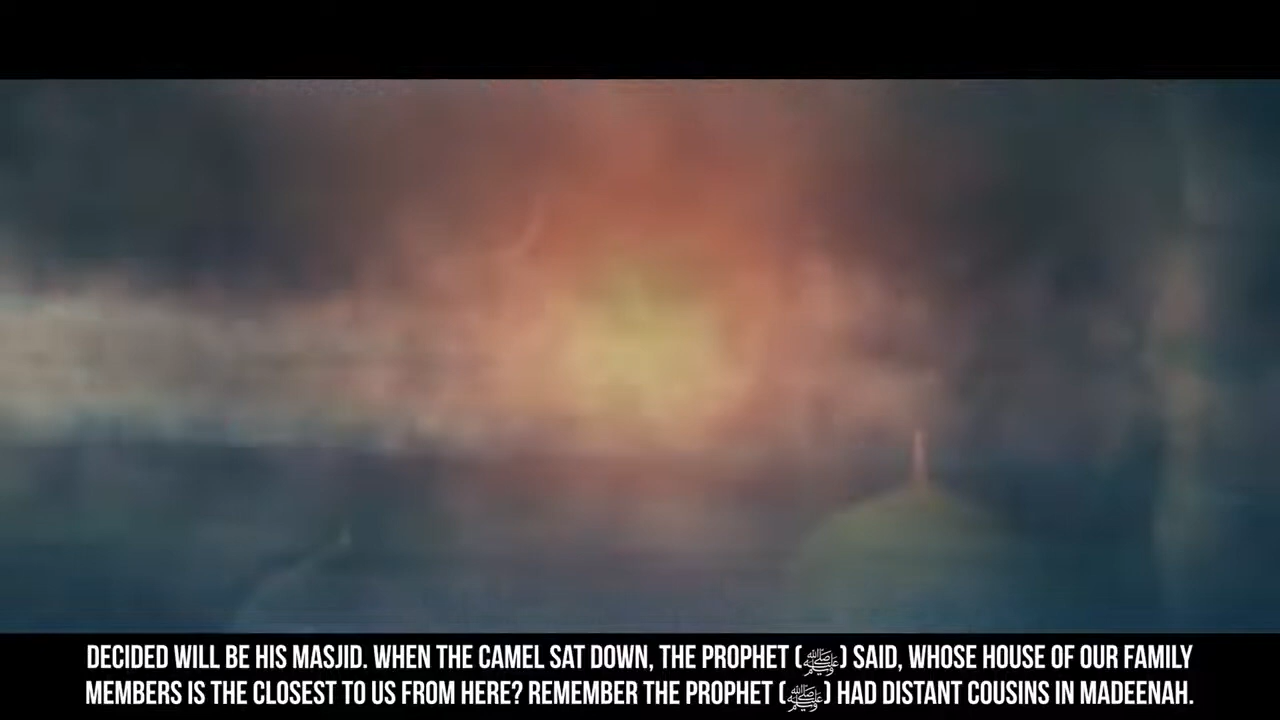 DECIDED WILL BE HIS MASJID. WHEN THE CAMEL SAT DOWN, THE PROPHET (ﷺ) SAID, WHOSE HOUSE OF OUR FAMILY
MEMBERS IS THE CLOSEST TO US FROM HERE? REMEMBER THE PROPHET (ﷺ) HAD DISTANT COUSINS IN MADEENAH.